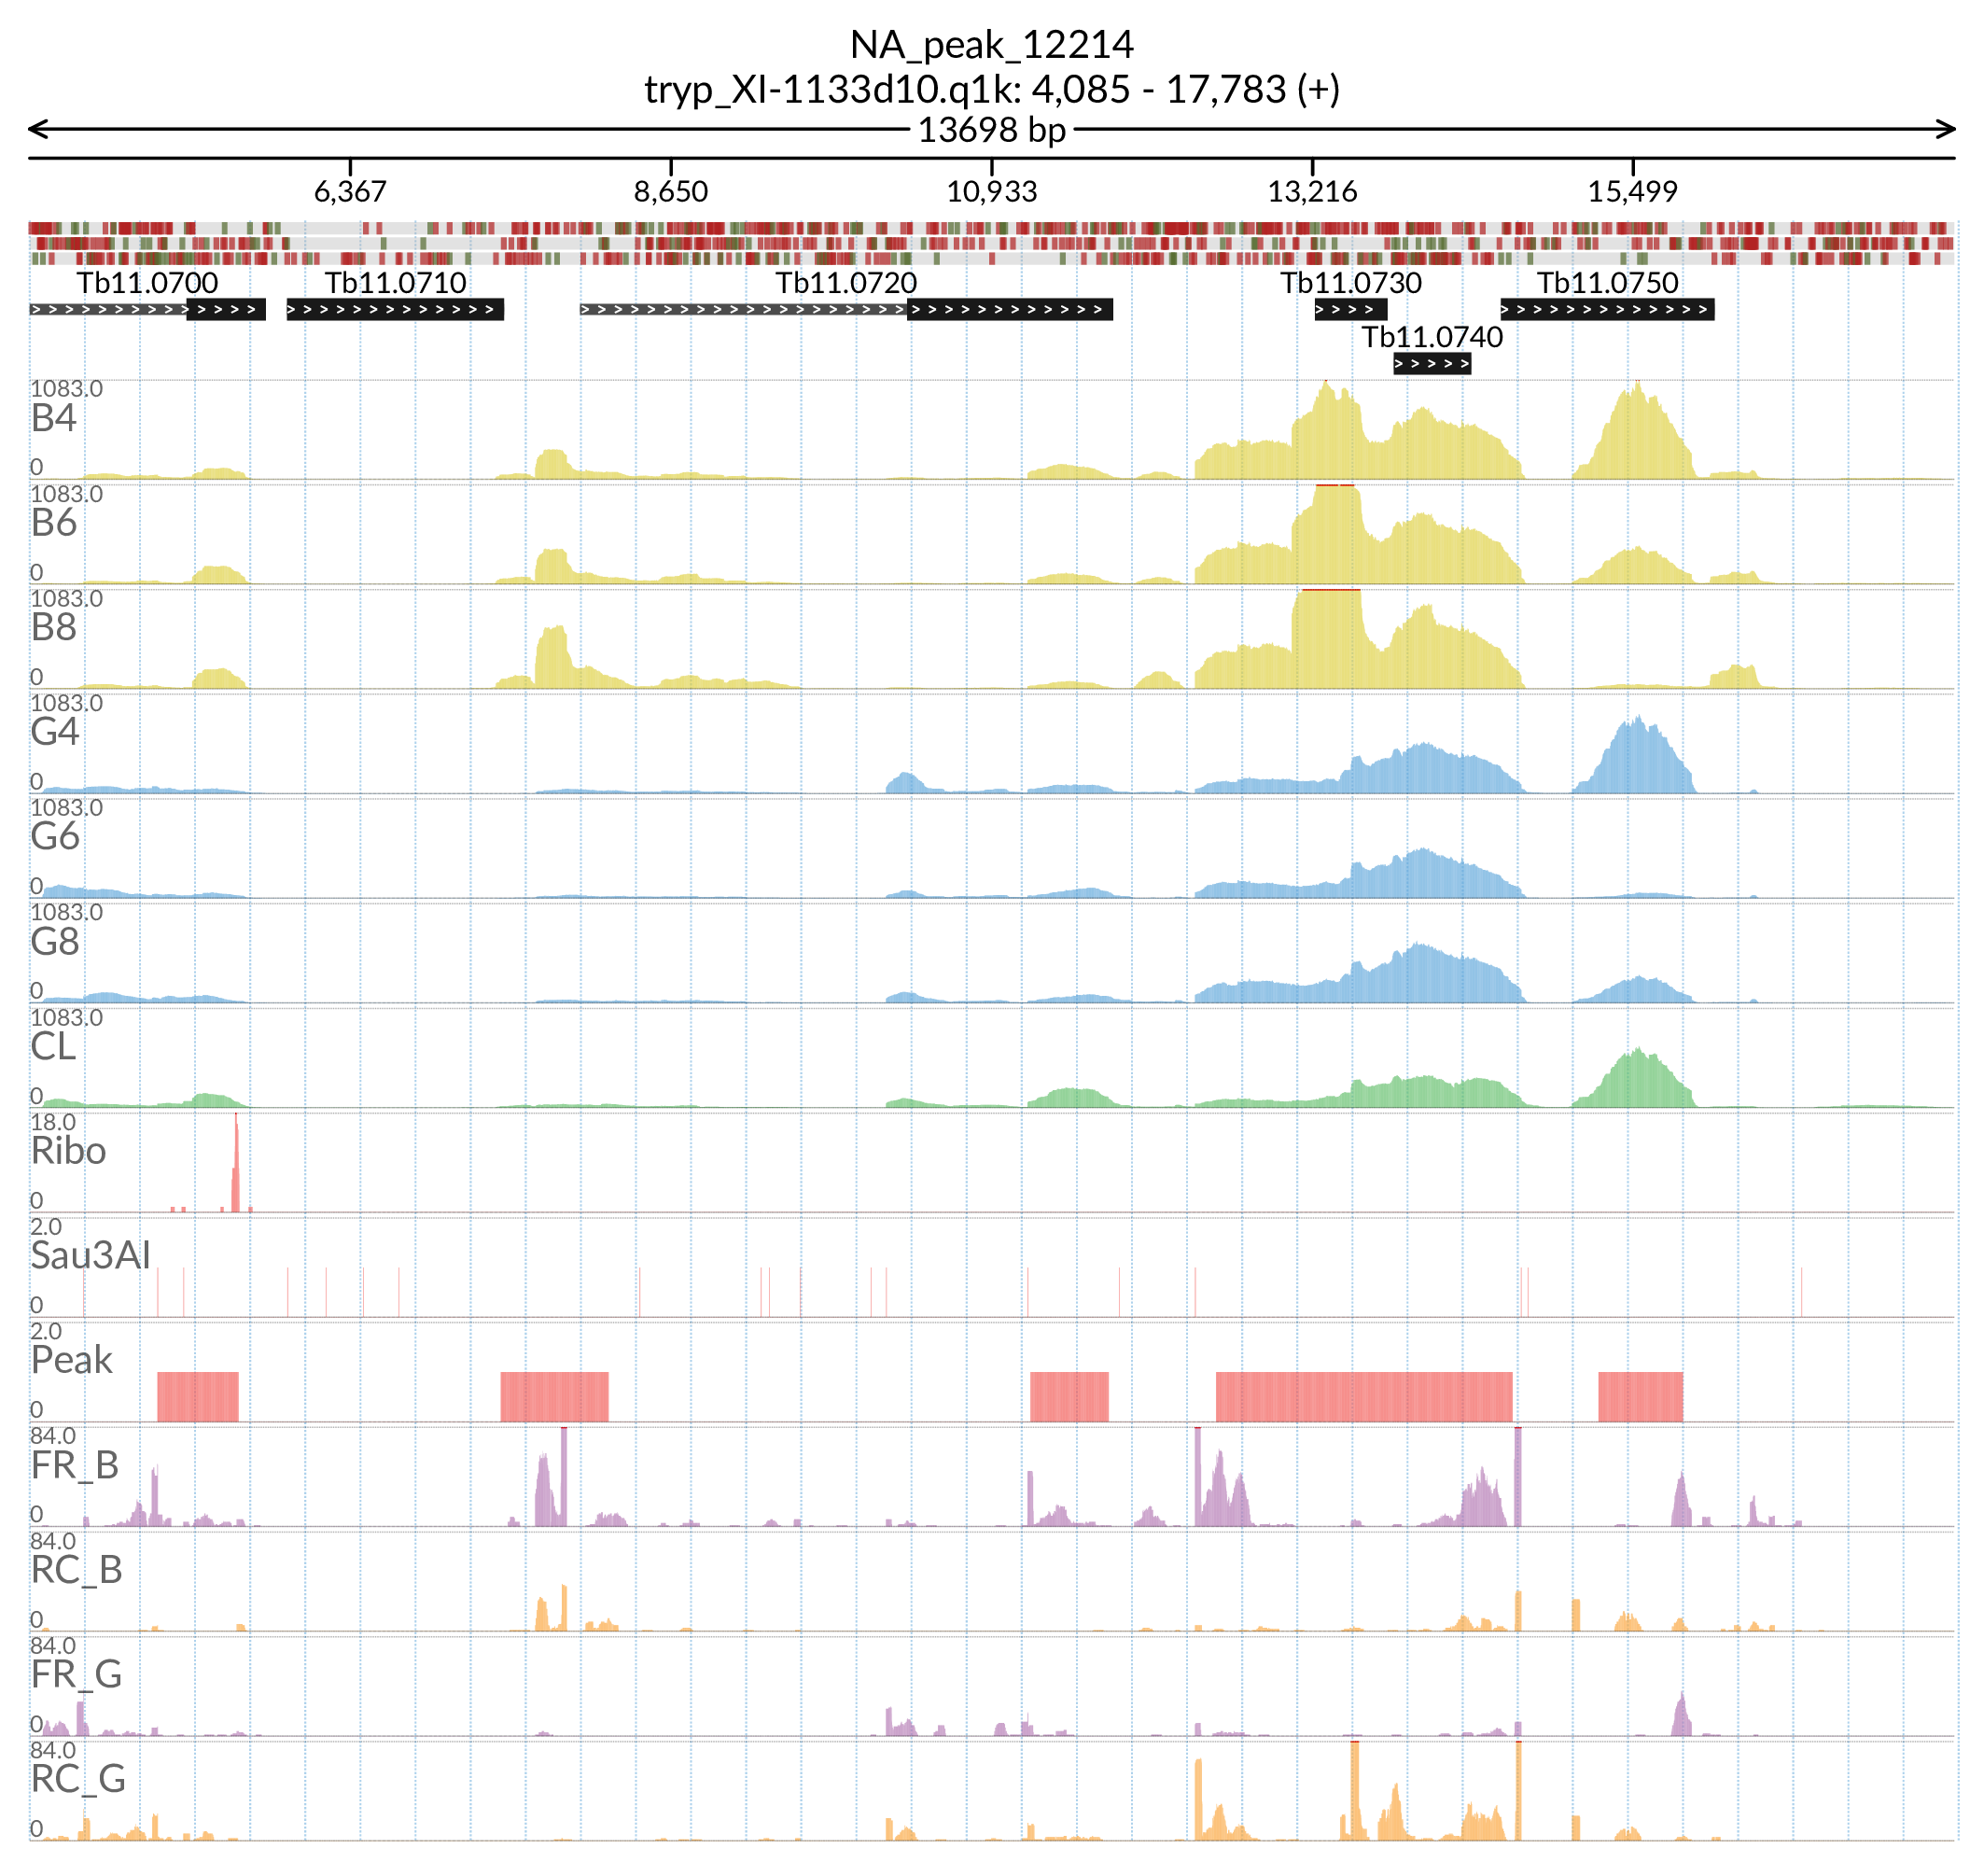 NA_peak_12214
tryp_XI-1133d10.q1k: 4,085 - 17,783 (+)
13698 bp
6,367 8,650 10,933 13,216 15,499
Tb11.0700 Tb11.0710 Tb11.0720 Tb11.0730 Tb11.0750
Tb11.0740
1083.0
B4
0
1083.0
B6
0
1083.0
B8
0
1083.0
G4
0
1083.0
G6
0
1083.0
G8
0
1083.0
CL
0
18.0
Ribo
0
2.0
Sau3AI
0
2.0
Peak
0
84.0
FR_B
0
84.0
RC_B
0
84.0
FR_G
0
84.0
RC_G
0